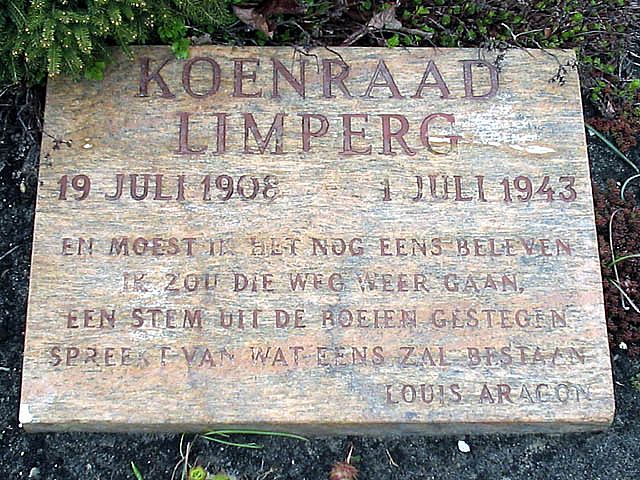 KOENRAAD
LIMPERG
19 JULI 1908 1 JULI 1943
EN MOEST IK HET NOG EENS BELEVEN
IK ZOU DIE WEG WEER GAAN,
EEN STEM UIT DE BOEIEN GESTEGEN
SPREEKT VAN WAT EENS ZAL BESTAAN
LOUIS ARAGON